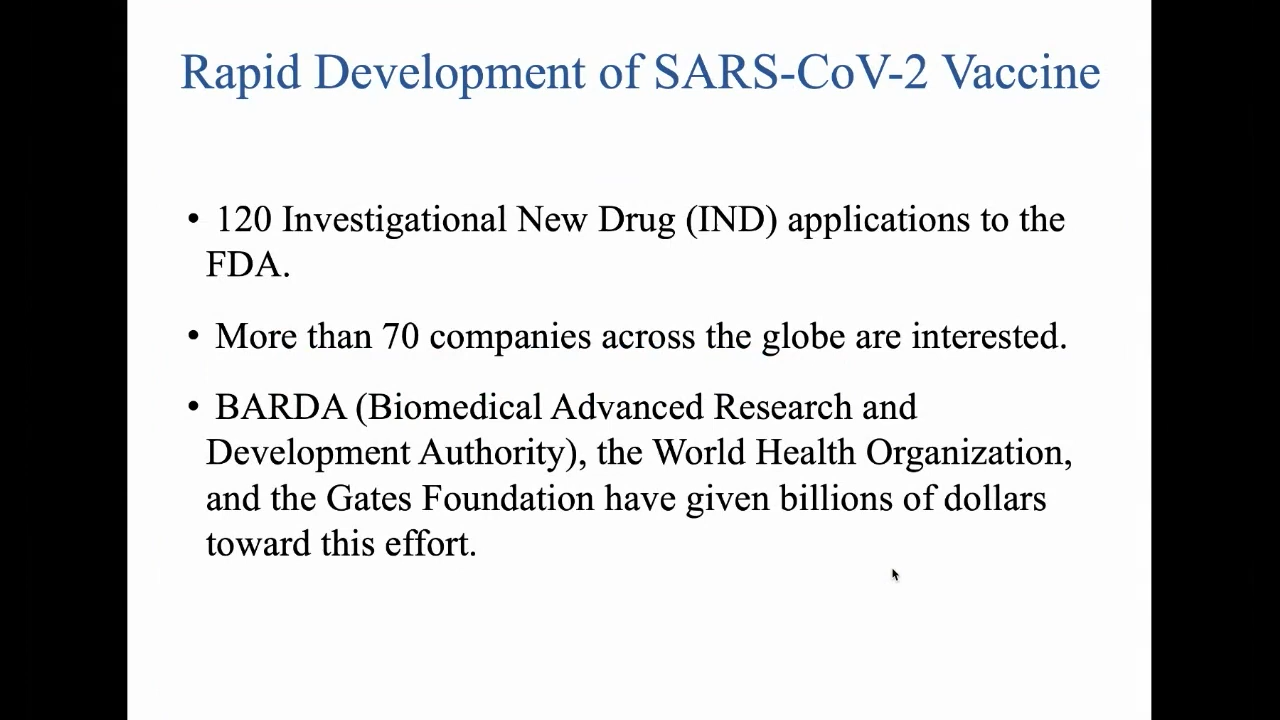 Rapid Development of SARS-CoV-2 Vaccine
• 120 Investigational New Drug (IND) applications to the
FDA.
• More than 70 companies across the globe are interested.
• BARDA (Biomedical Advanced Research and
Development Authority), the World Health Organization,
and the Gates Foundation have given billions of dollars
toward this effort.